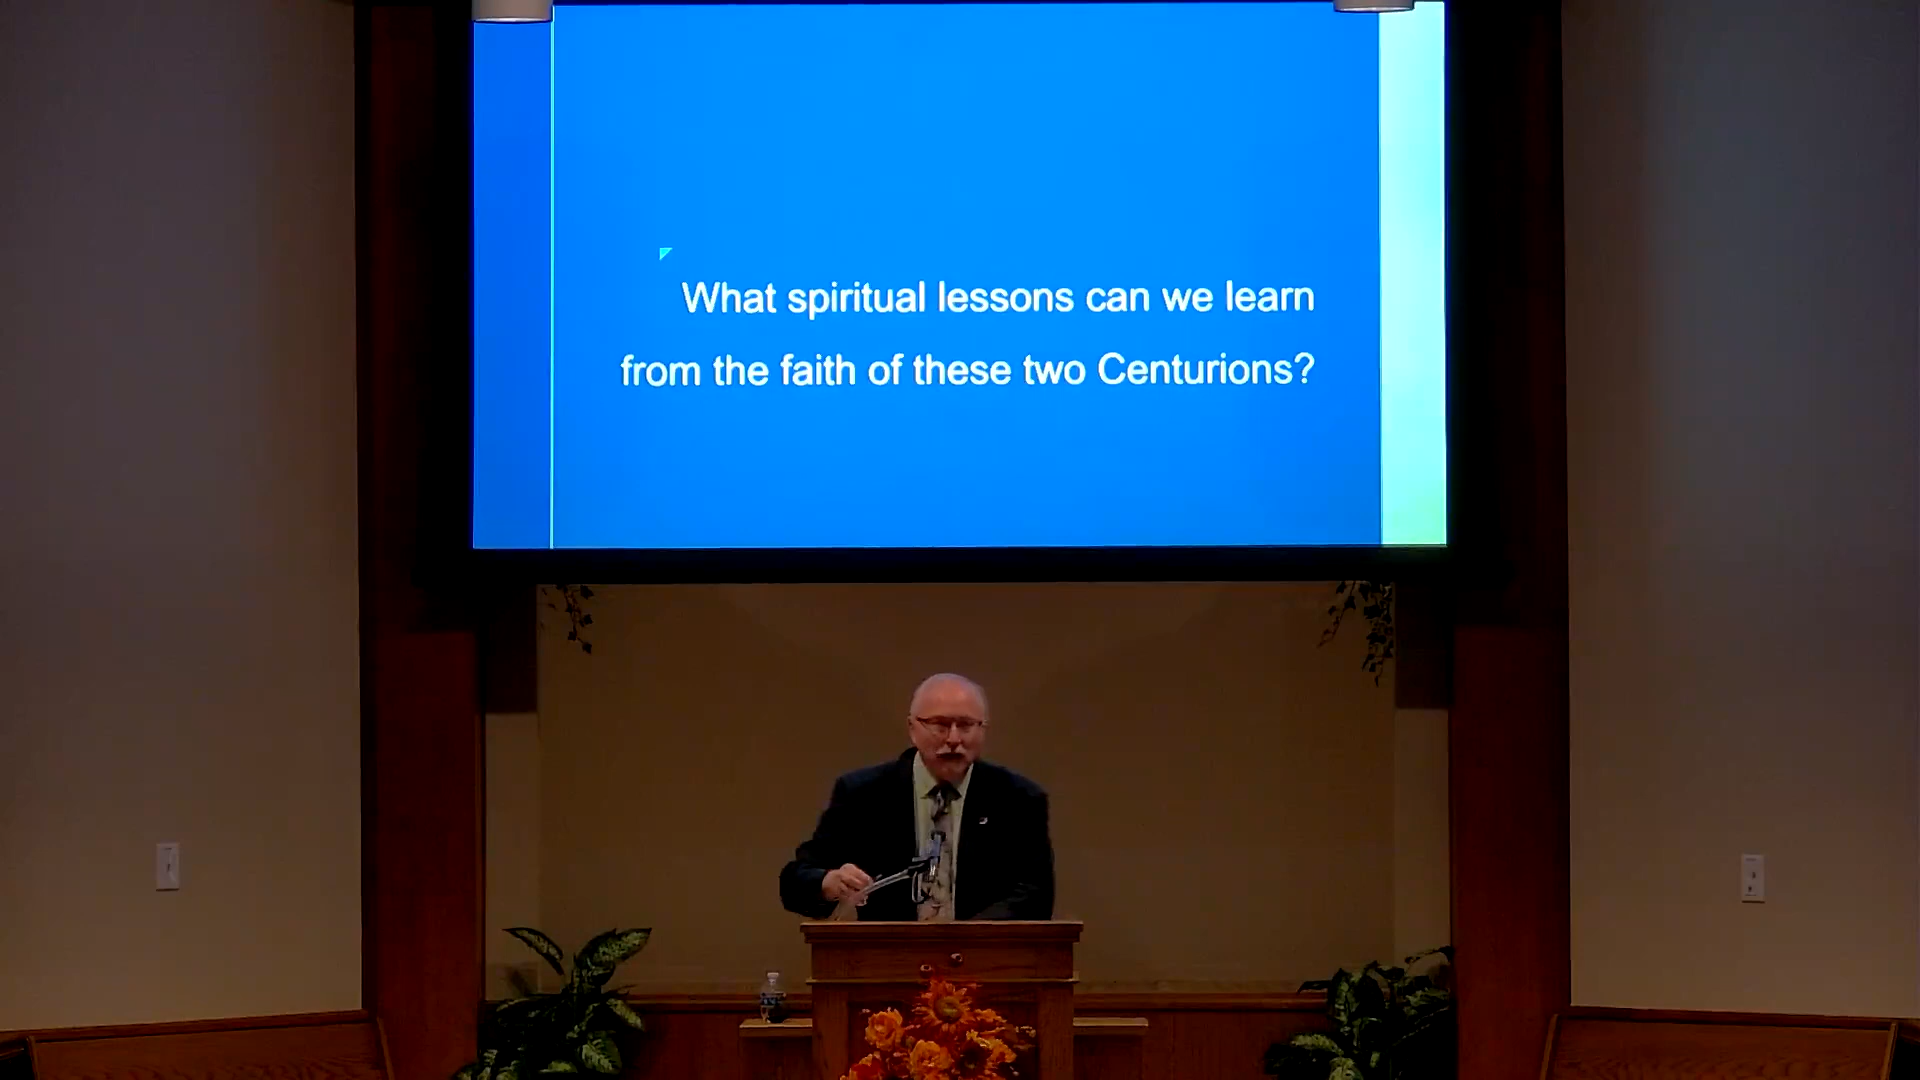 What spiritual lessons can we learn
from the faith of these two Centurions?